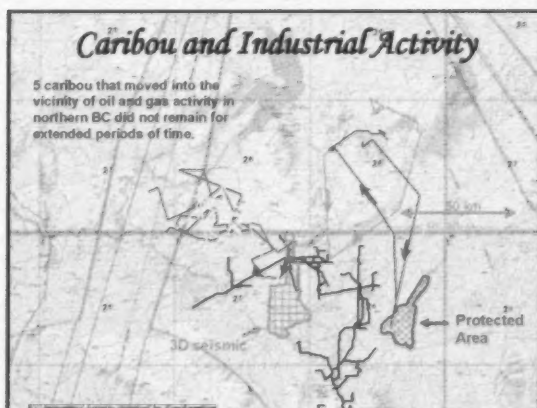 Caribou and Industrial Activity
5 caribou that moved into the
vicinity of oil and gas activity in
northern BC did not remain for
extended periods of time.
50 km
3D seismic
Protected
Area